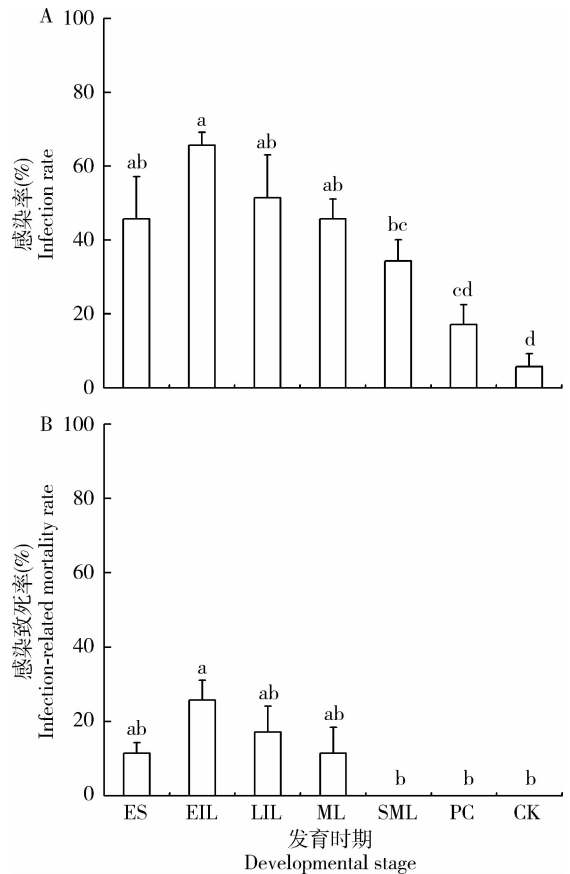 A 100
80
60
40
20
0
感染率(%)
Infection rate
ab
a
ab
ab
bc
cd
d
B 100
80
60
40
20
0
感染致死率(%)
Infection-related mortality rate
ab
a
ab
ab
b
b
b
ES EIL LIL ML SML PC CK
发育时期
Developmental stage